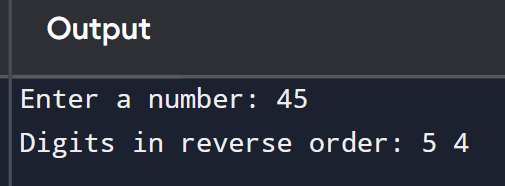 Output
Enter a number: 45
Digits in reverse order: 5 4